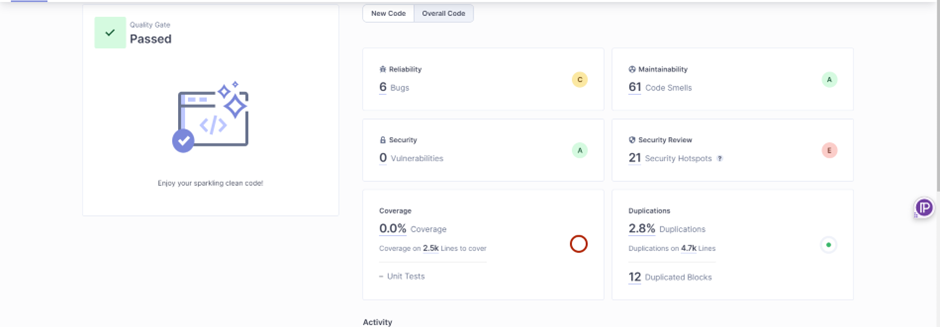 Quality Gate
Passed
Enjoy your sparkling clean code!
New Code
Overall Code
Reliability
6 Bugs
C
Maintainability
61 Code Smells
A
Security
0 Vulnerabilities
A
Security Review
21 Security Hotspots ?
E
Coverage
0.0% Coverage
Coverage on 2.5k Lines to cover
- Unit Tests
Duplications
2.8% Duplications
Duplications on 4.7k Lines
12 Duplicated Blocks
Activity